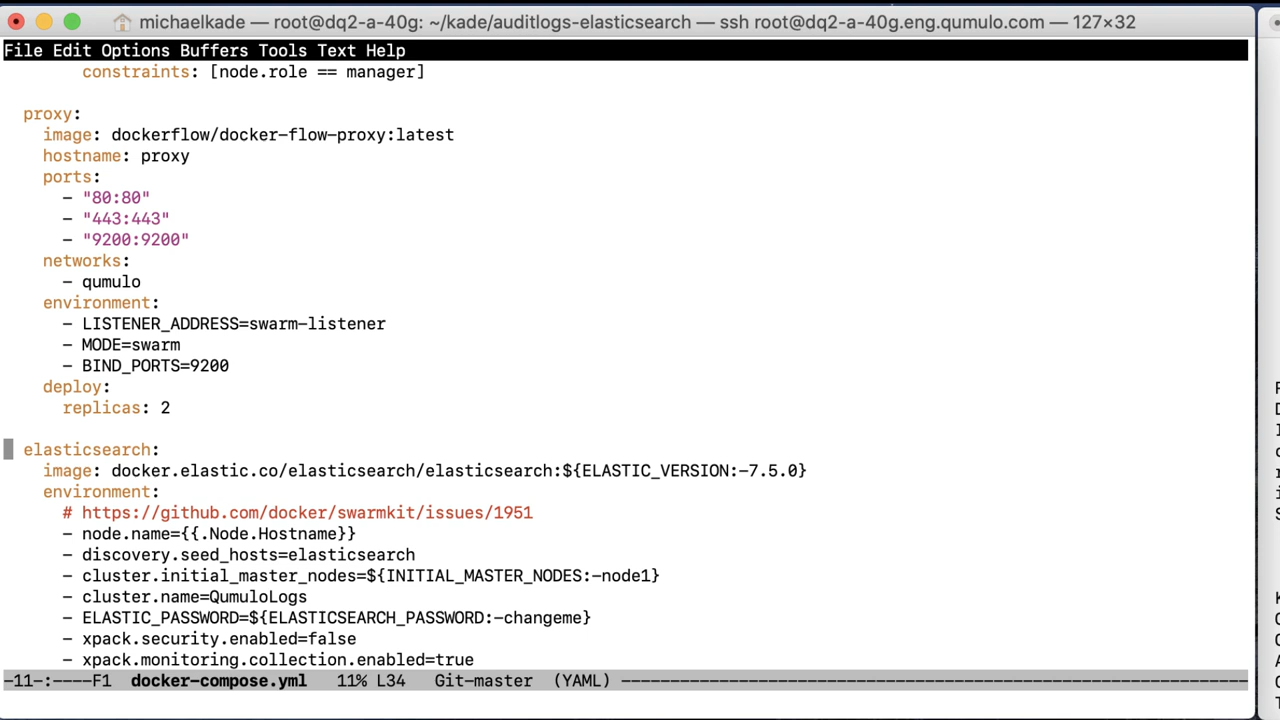 michaelkade — root@dq2-a-40g: ~/kade/auditlogs-elasticsearch — ssh root@dq2-a-40g.eng.qumulo.com — 127×32
File Edit Options Buffers Tools Text Help
constraints: [node.role == manager]
proxy:
image: dockerflow/docker-flow-proxy:latest
hostname: proxy
ports:
- "80:80"
- "443:443"
- "9200:9200"
networks:
- qumulo
environment:
- LISTENER_ADDRESS=swarm-listener
- MODE=swarm
- BIND_PORTS=9200
deploy:
replicas: 2
elasticsearch:
image: docker.elastic.co/elasticsearch/elasticsearch:${ELASTIC_VERSION:-7.5.0}
environment:
# https://github.com/docker/swarmkit/issues/1951
- node.name={{.Node.Hostname}}
- discovery.seed_hosts=elasticsearch
- cluster.initial_master_nodes=${INITIAL_MASTER_NODES:-node1}
- cluster.name=QumuloLogs
- ELASTIC_PASSWORD=${ELASTICSEARCH_PASSWORD:-changeme}
- xpack.security.enabled=false
- xpack.monitoring.collection.enabled=true
-11-:----F1 docker-compose.yml 11% L34 Git-master (YAML) ----------------------------------------------------------------